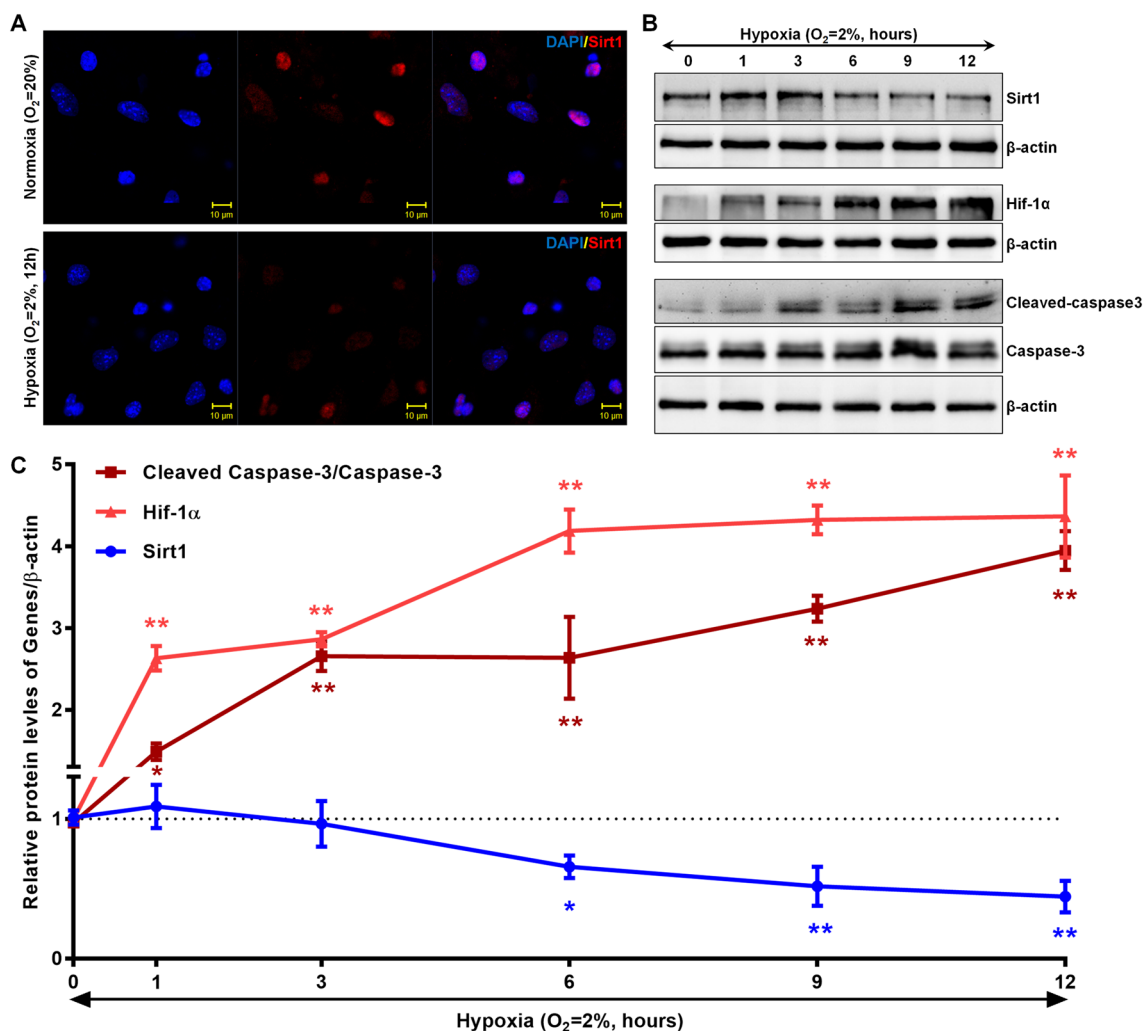 A
DAPI/Sirt1
Normoxia (O₂=20%)
10 μm
10 μm
10 μm
DAPI/Sirt1
Hypoxia (O₂=2%, 12h)
10 μm
10 μm
10 μm
B
Hypoxia (O₂=2%, hours)
0 1 3 6 9 12
Sirt1
β-actin
Hif-1α
β-actin
Cleaved-caspase3
Caspase-3
β-actin
C
Cleaved Caspase-3/Caspase-3
Hif-1α
Sirt1
Relative protein levles of Genes/β-actin
5
4
3
2
1
0
** ** ** ** **
* ** ** ** **
* ** **
0 1 3 6 9 12
Hypoxia (O₂=2%, hours)